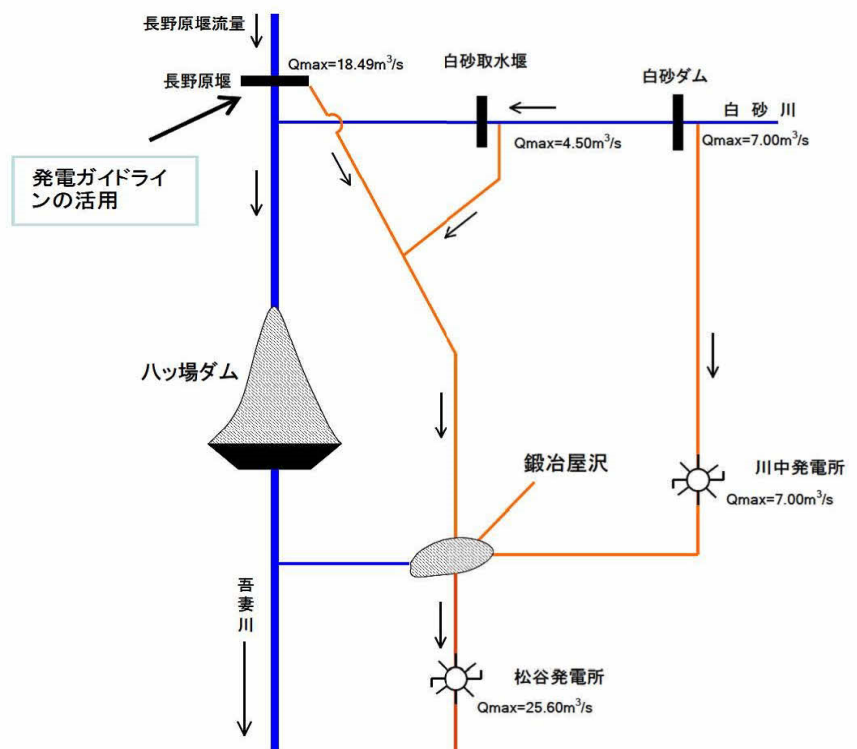 長野原堰流量
Qmax=18.49m³/s
長野原堰
白砂取水堰
白砂ダム
白砂川
Qmax=4.50m³/s
Qmax=7.00m³/s
発電ガイドライ
ンの活用
八ッ場ダム
鍛冶屋沢
川中発電所
Qmax=7.00m³/s
吾妻川
松谷発電所
Qmax=25.60m³/s